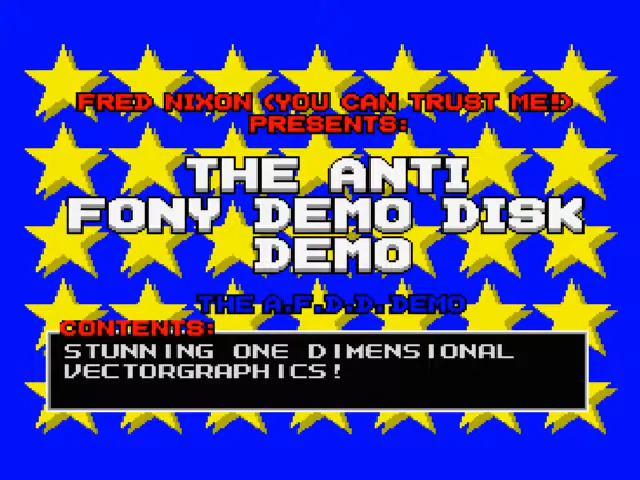 FRED NIXON (YOU CAN TRUST ME!)
PRESENTS:
THE ANTI
FONY DEMO DISK
DEMO
THE A.F.D.D. DEMO
CONTENTS:
STUNNING ONE DIMENSIONAL
VECTORGRAPHICS!